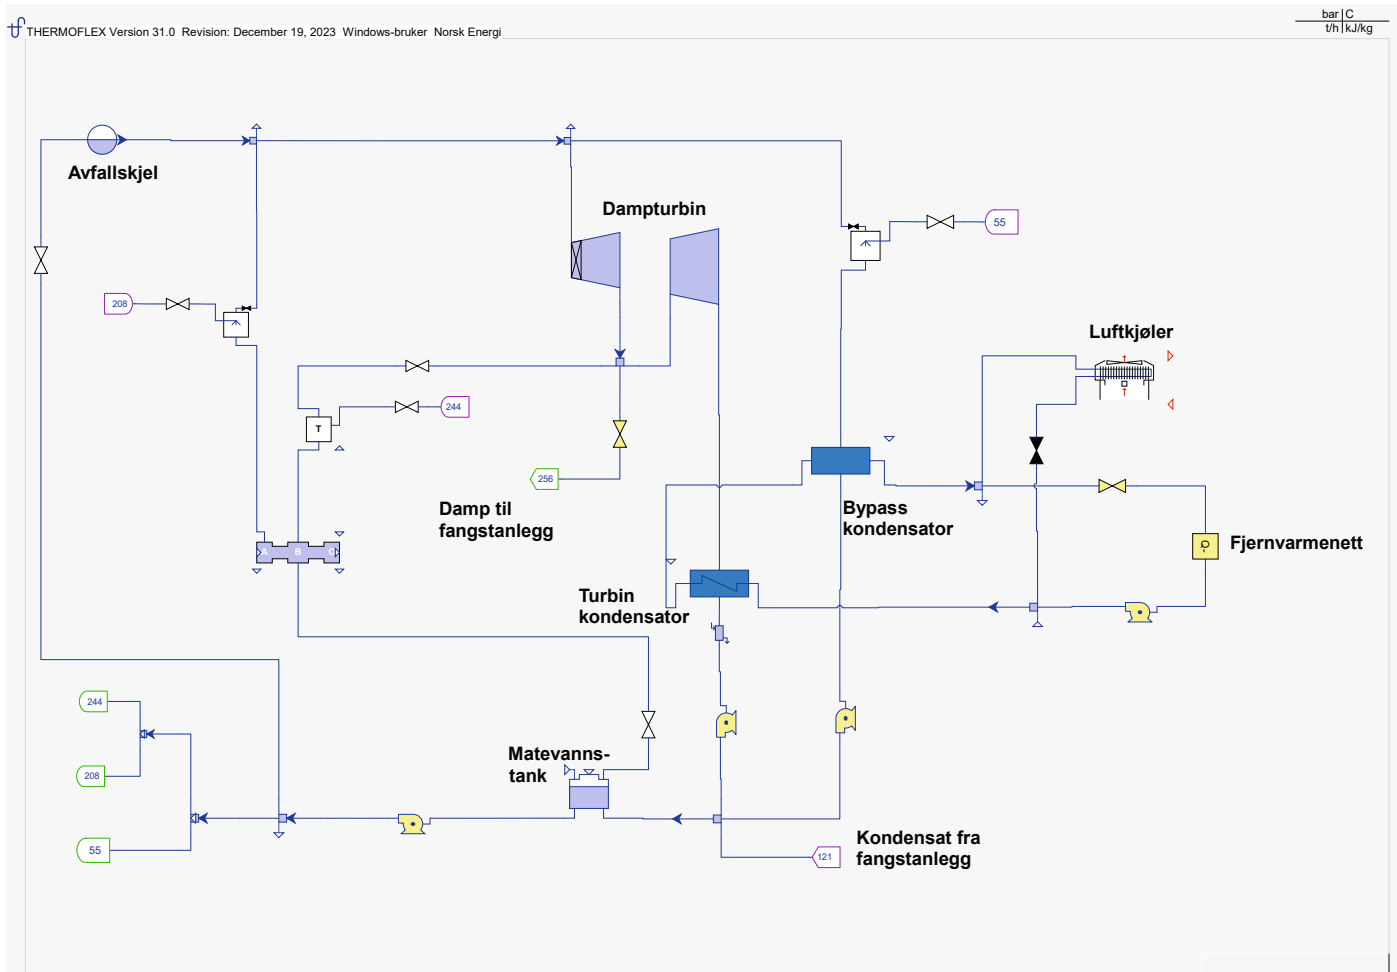 bar C
t/h kJ/kg
THERMOFLEX Version 31.0 Revision: December 19, 2023 Windows-bruker Norsk Energi
Avfallskjel
Dampturbin
55
208
Luftkjøler
244
T
256
Damp til
fangstanlegg
Bypass
kondensator
A B C
Fjernvarmenett
Turbin
kondensator
244
208
Matevanns-
tank
55
121
Kondensat fra
fangstanlegg